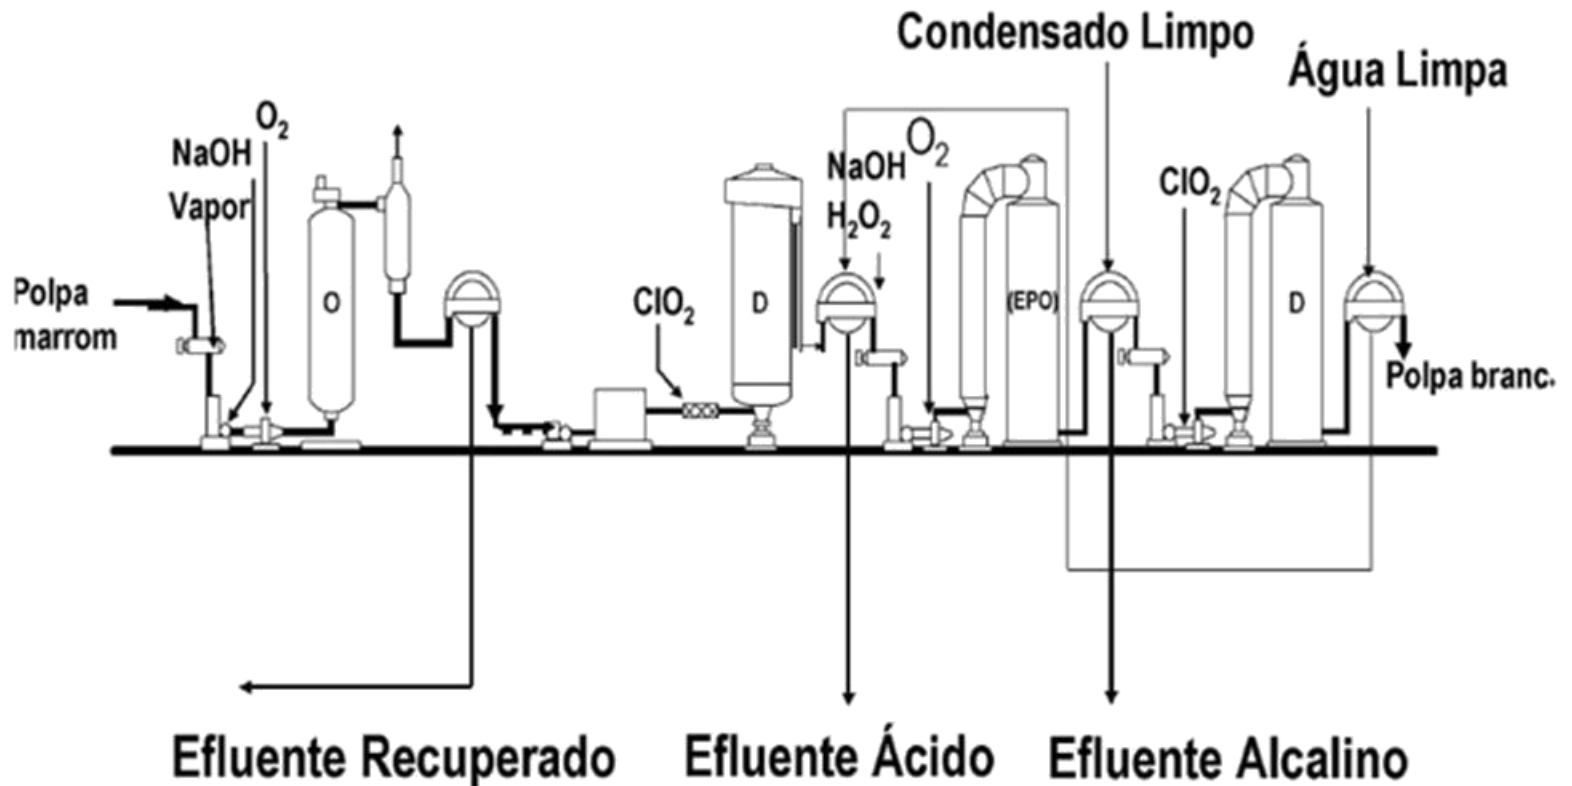 Condensado Limpo
Água Limpa
O2
NaOH
Vapor
Polpa
marrom
O
ClO2
D
NaOH
H2O2
O2
(EPO)
ClO2
D
Polpa branc.
Efluente Recuperado
Efluente Ácido
Efluente Alcalino